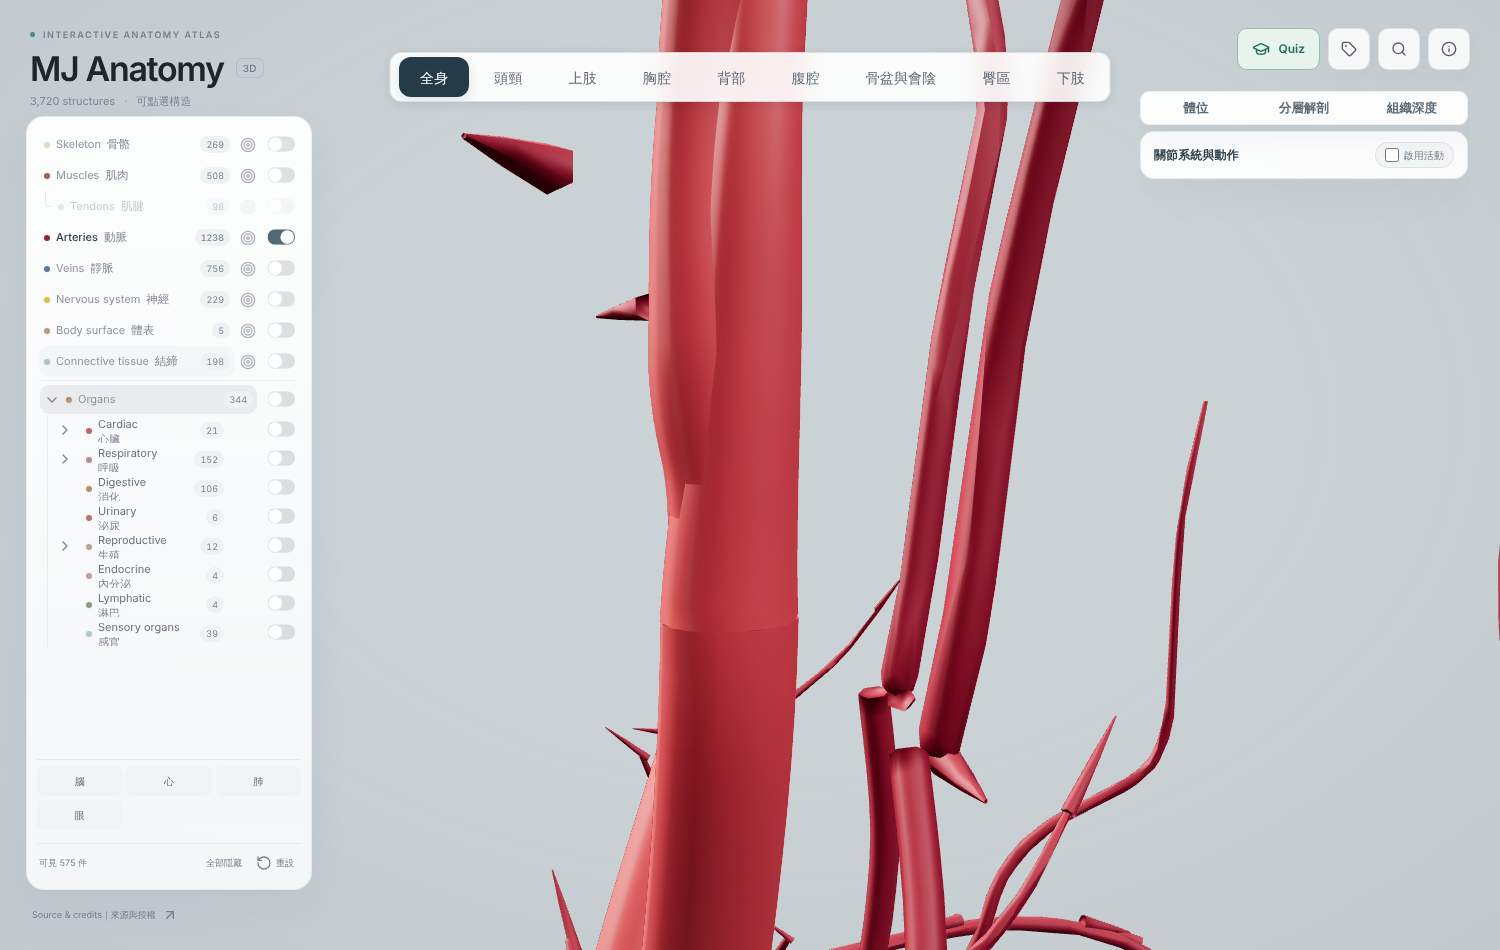 INTERACTIVE ANATOMY ATLAS
MJ Anatomy 3D
3,720 structures · 可點選構造
Skeleton 骨骼 269
Muscles 肌肉 508
Tendons 肌腱 98
Arteries 動脈 1238
Veins 靜脈 756
Nervous system 神經 229
Body surface 體表 5
Connective tissue 結締 198
Organs 344
Cardiac 21
心臟
Respiratory 152
呼吸
Digestive 106
消化
Urinary 6
泌尿
Reproductive 12
生殖
Endocrine 4
內分泌
Lymphatic 4
淋巴
Sensory organs 39
感官
腦 心 肺
眼
可見 575 件 全部隱藏 重設
Source & credits | 來源與授權
全身 頭頸 上肢 胸腔 背部 腹腔 骨盆與會陰 臀區 下肢
Quiz
體位 分層解剖 組織深度
關節系統與動作 啟用活動